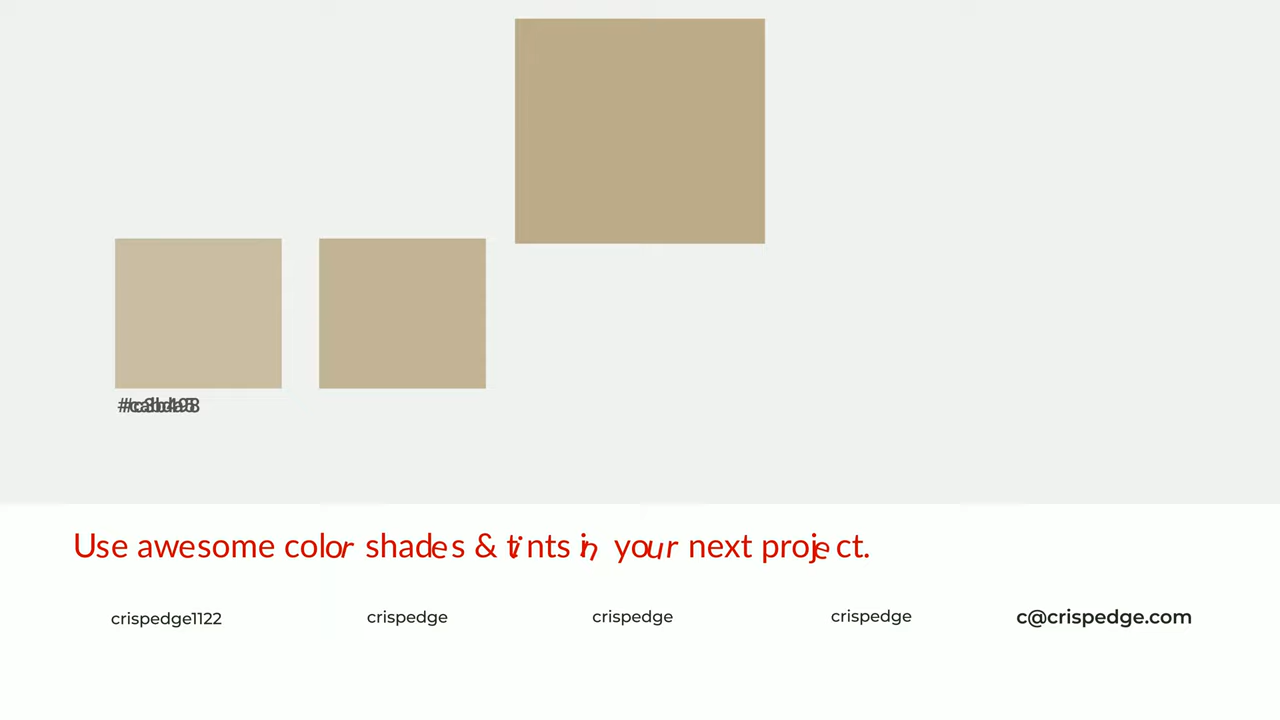 Use awesome color shades & tints in your next project.
crispedge1122 crispedge crispedge crispedge c@crispedge.com